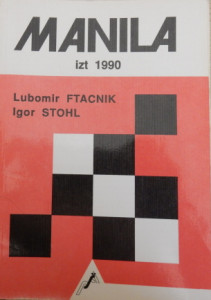 MANILA
izt 1990
Lubomir FTACNIK
Igor STOHL